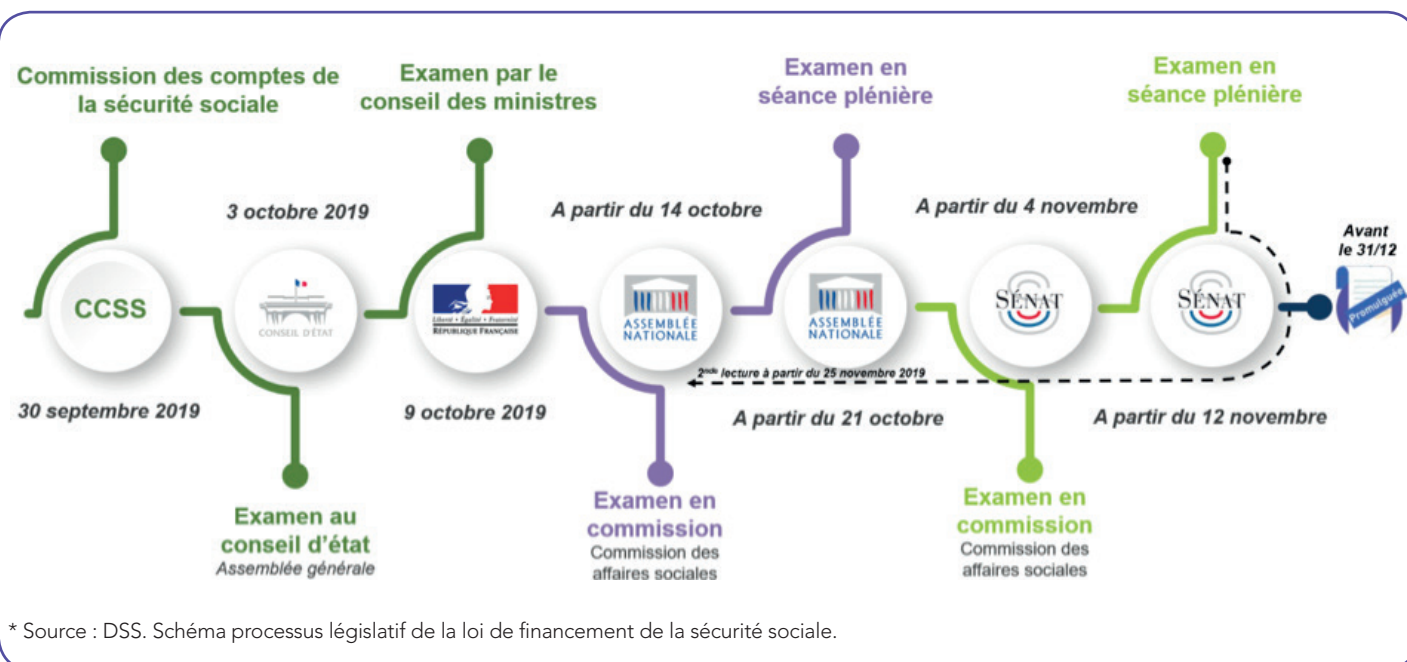 Commission des comptes de
la sécurité sociale
Examen par le
conseil des ministres
Examen en
séance plénière
Examen en
séance plénière
3 octobre 2019
A partir du 14 octobre
A partir du 4 novembre
Avant
le 31/12
CCSS
CONSEIL D'ÉTAT
Liberté • Égalité • Fraternité
RÉPUBLIQUE FRANÇAISE
ASSEMBLÉE
NATIONALE
ASSEMBLÉE
NATIONALE
SÉNAT
SÉNAT
Promulguée
2nde lecture à partir du 25 novembre 2019
30 septembre 2019
9 octobre 2019
A partir du 21 octobre
A partir du 12 novembre
Examen au
conseil d'état
Assemblée générale
Examen en
commission
Commission des
affaires sociales
Examen en
commission
Commission des
affaires sociales
* Source : DSS. Schéma processus législatif de la loi de financement de la sécurité sociale.